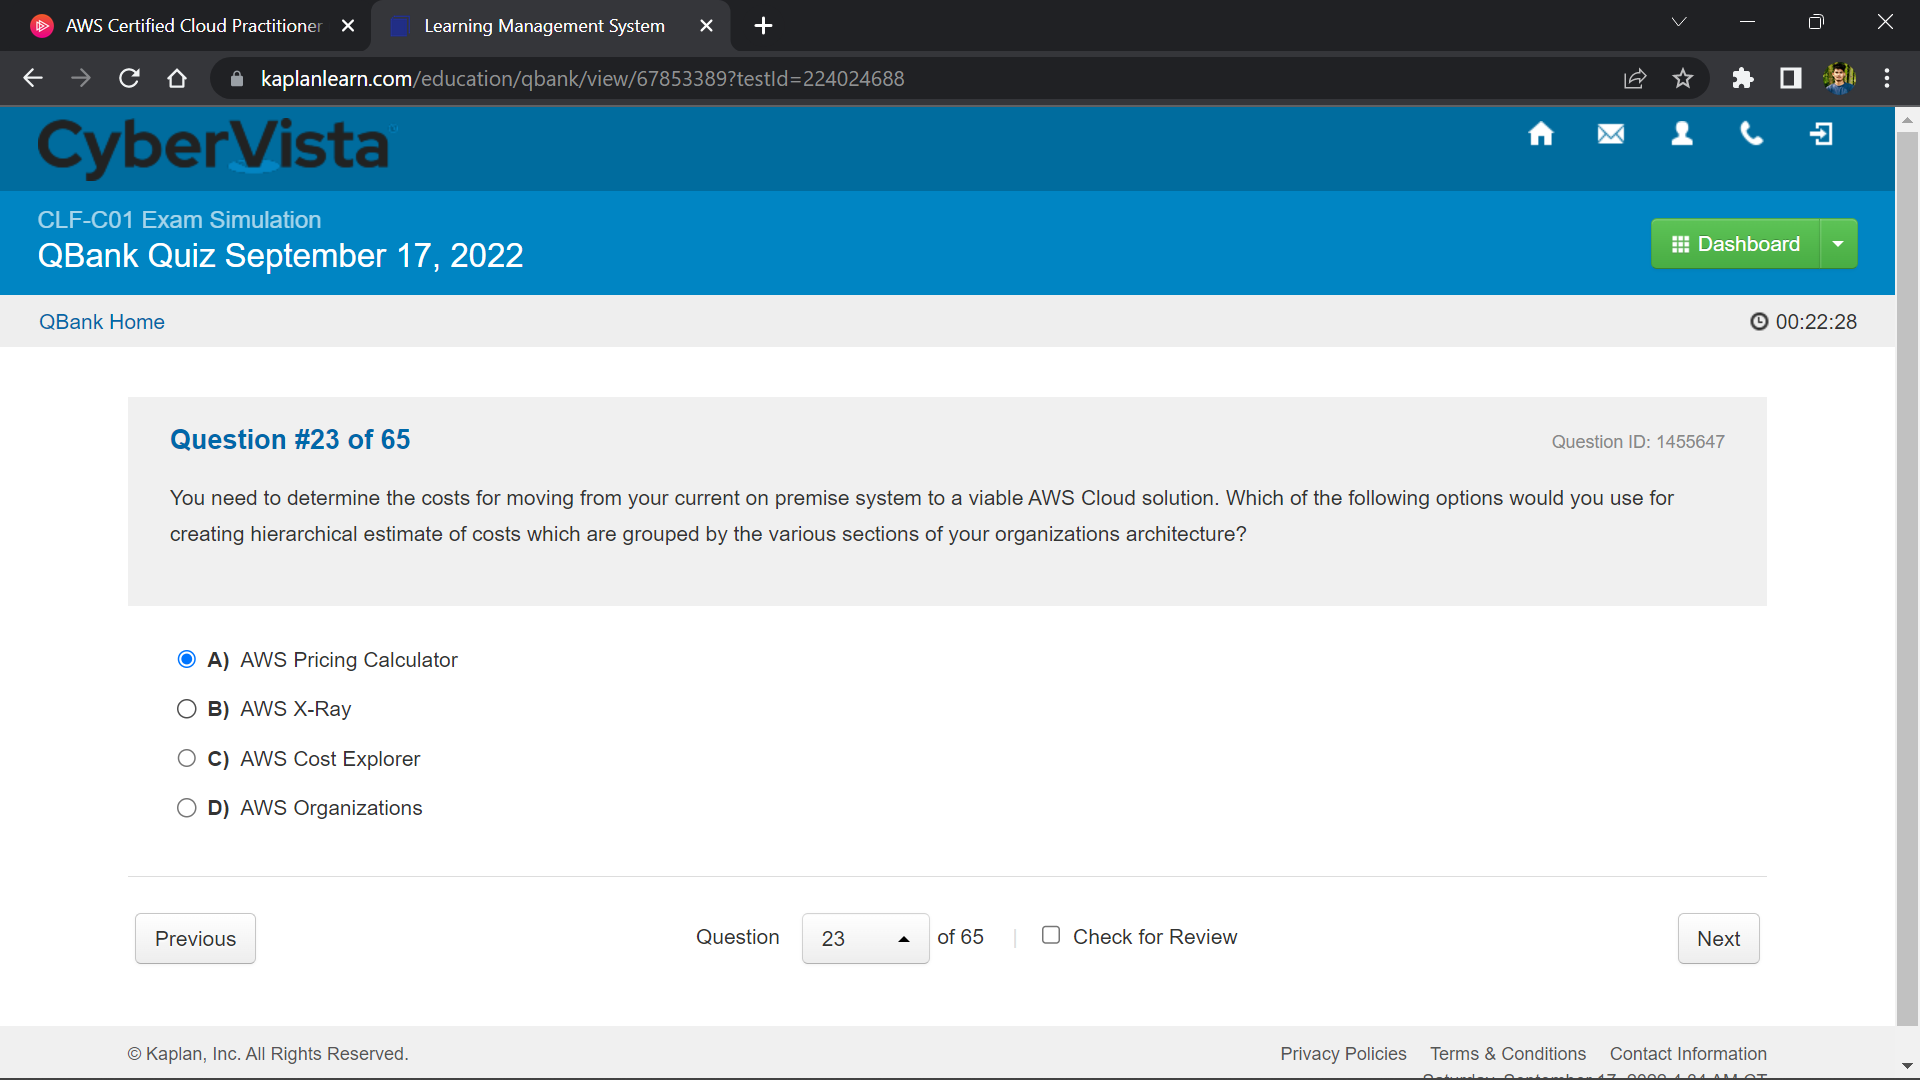 AWS Certified Cloud Practitioner
Learning Management System
kaplanlearn.com/education/qbank/view/67853389?testId=224024688
CyberVista
CLF-C01 Exam Simulation
QBank Quiz September 17, 2022
Dashboard
QBank Home
00:22:28
Question #23 of 65
Question ID: 1455647
You need to determine the costs for moving from your current on premise system to a viable AWS Cloud solution. Which of the following options would you use for
creating hierarchical estimate of costs which are grouped by the various sections of your organizations architecture?
A) AWS Pricing Calculator
B) AWS X-Ray
C) AWS Cost Explorer
D) AWS Organizations
Previous
Question 23 of 65 | Check for Review
Next
© Kaplan, Inc. All Rights Reserved.
Privacy Policies Terms & Conditions Contact Information